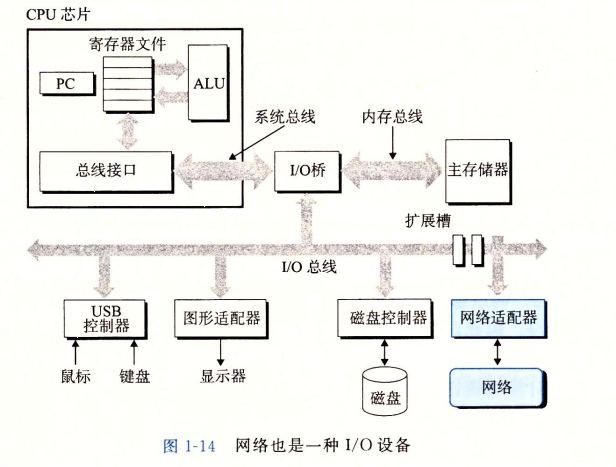 CPU 芯片
寄存器文件
PC
ALU
系统总线
内存总线
总线接口
I/O桥
主存储器
扩展槽
I/O 总线
USB
控制器
图形适配器
磁盘控制器
网络适配器
鼠标
键盘
显示器
磁盘
网络
图 1-14 网络也是一种 I/O 设备